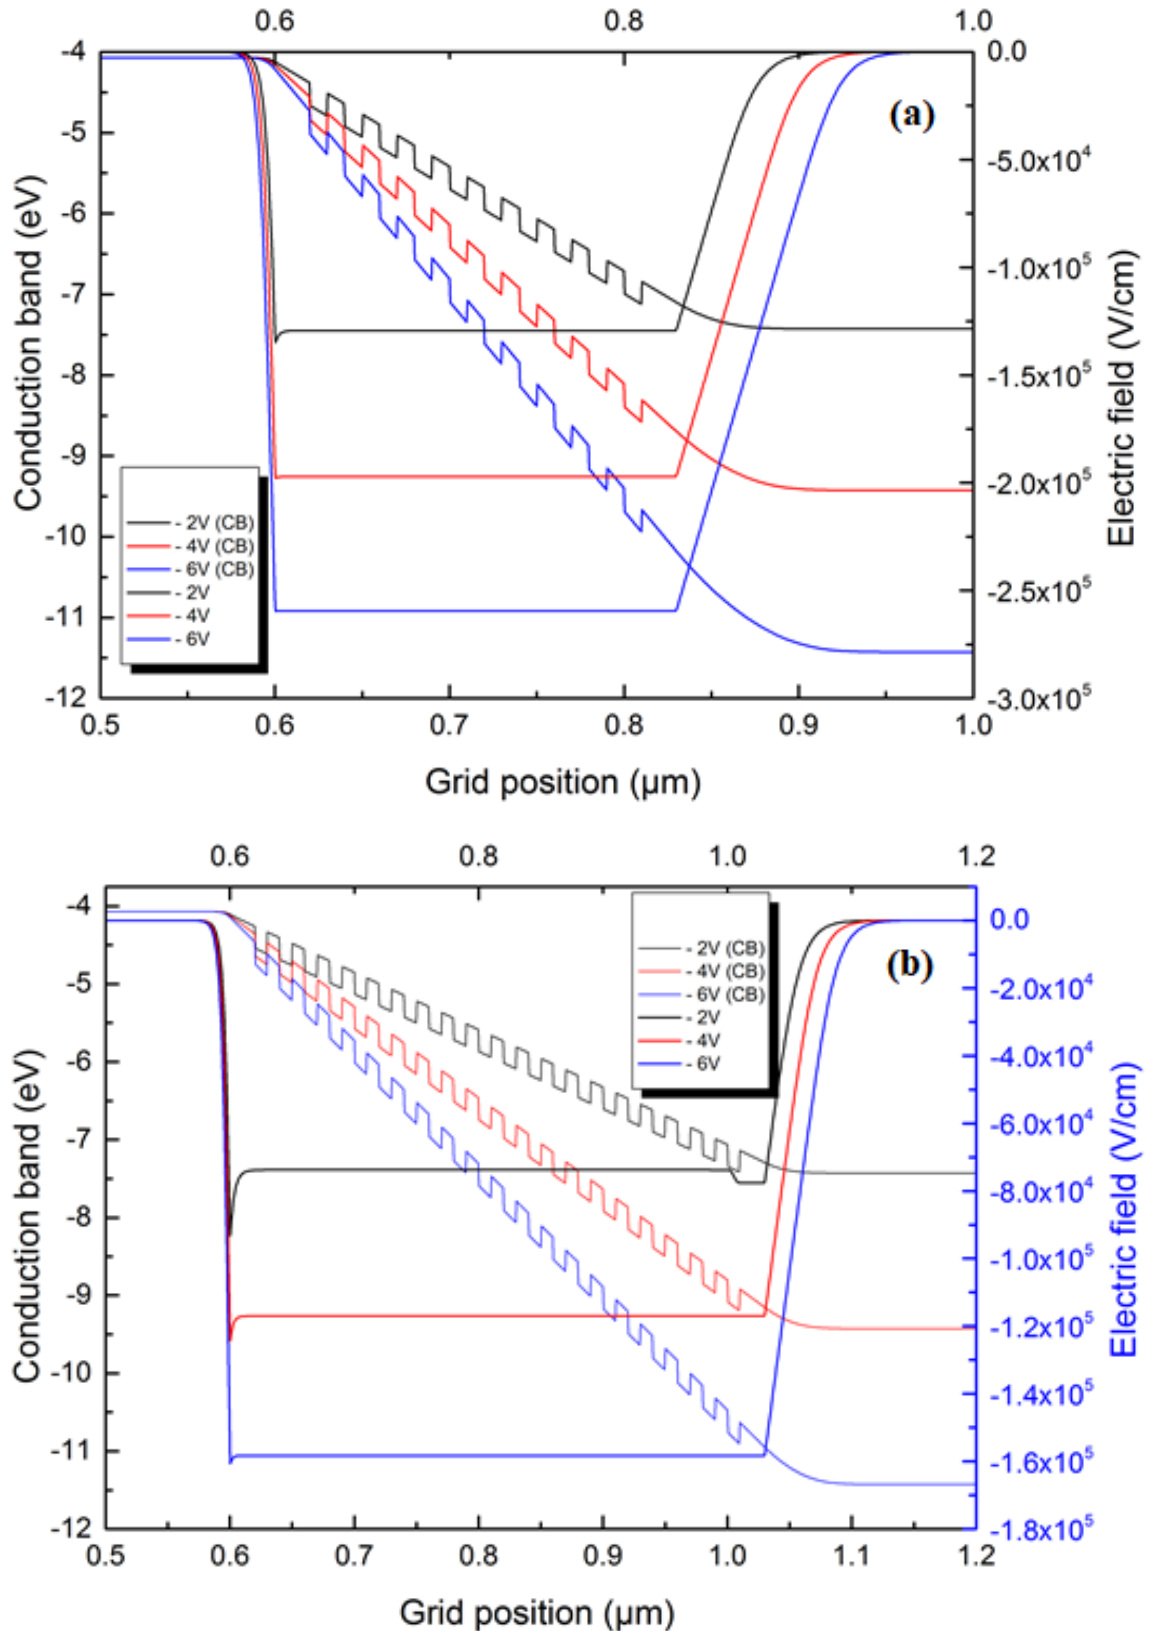 0.6 0.8 1.0
-4 0.0
(a)
-5
-5.0x10⁴
-6
-1.0x10⁵
-7
-8
-1.5x10⁵
-9
-2.0x10⁵
-10
-2.5x10⁵
-11
-12 -3.0x10⁵
Conduction band (eV)
Electric field (V/cm)
- 2V (CB)
- 4V (CB)
- 6V (CB)
- 2V
- 4V
- 6V
0.5 0.6 0.7 0.8 0.9 1.0
Grid position (µm)
0.6 0.8 1.0 1.2
-4 0.0
(b)
-5
-2.0x10⁴
-4.0x10⁴
-6
-6.0x10⁴
-7
-8.0x10⁴
-8
-1.0x10⁵
-9
-1.2x10⁵
-10
-1.4x10⁵
-11
-1.6x10⁵
-12 -1.8x10⁵
Conduction band (eV)
Electric field (V/cm)
- 2V (CB)
- 4V (CB)
- 6V (CB)
- 2V
- 4V
- 6V
0.5 0.6 0.7 0.8 0.9 1.0 1.1 1.2
Grid position (µm)